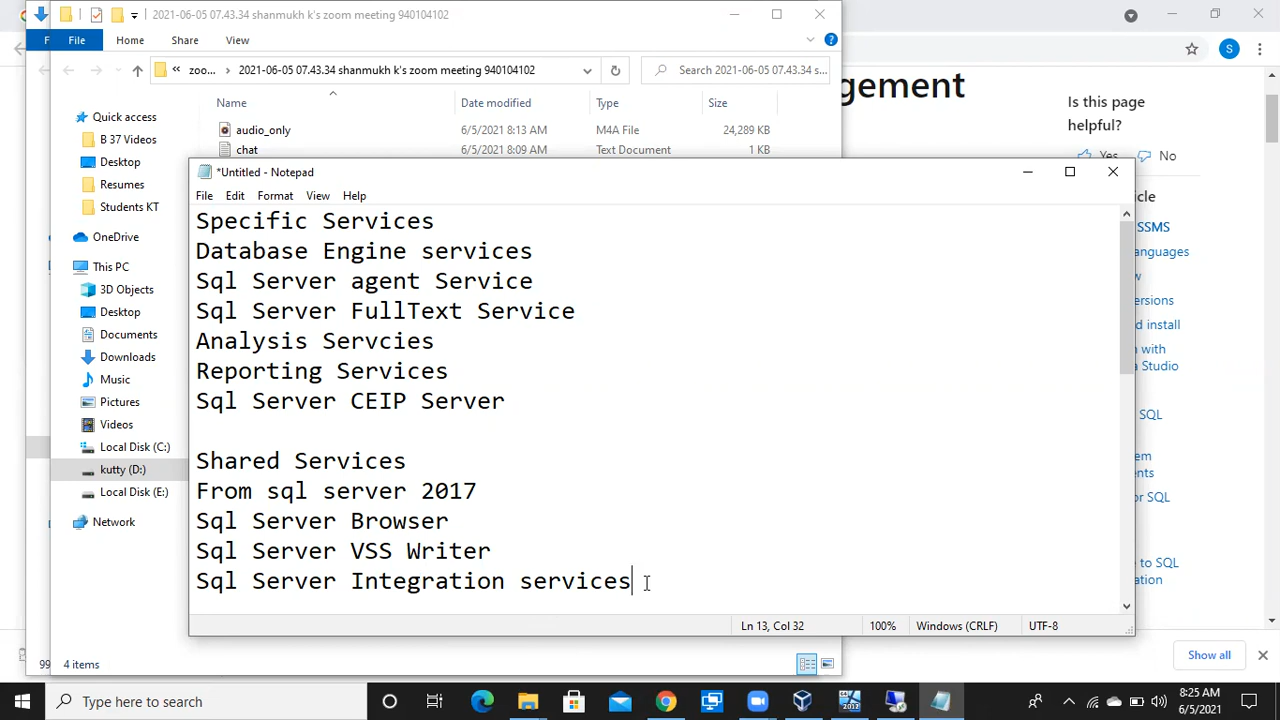 2021-06-05 07.43.34 shanmukh k's zoom meeting 940104102
F File Home Share View
zoo... 2021-06-05 07.43.34 shanmukh k's zoom meeting 940104102 Search 2021-06-05 07.43.34 s...
S
Name Date modified Type Size
audio_only 6/5/2021 8:13 AM M4A File 24,289 KB
chat 6/5/2021 8:09 AM Text Document 1 KB
Quick access
B 37 Videos
Desktop
Resumes
Students KT
OneDrive
This PC
3D Objects
Desktop
Documents
Downloads
Music
Pictures
Videos
Local Disk (C:)
kutty (D:)
Local Disk (E:)
Network
99 4 items
*Untitled - Notepad
File Edit Format View Help
Specific Services
Database Engine services
Sql Server agent Service
Sql Server FullText Service
Analysis Servcies
Reporting Services
Sql Server CEIP Server
Shared Services
From sql server 2017
Sql Server Browser
Sql Server VSS Writer
Sql Server Integration services
Ln 13, Col 32 100% Windows (CRLF) UTF-8
gement
Is this page
helpful?
Yes No
icle
SSMS
anguages
w
ersions
d install
with
a Studio
SQL
em
ents
or SQL
e to SQL
ation
Show all
Type here to search
2012
8:25 AM
6/5/2021